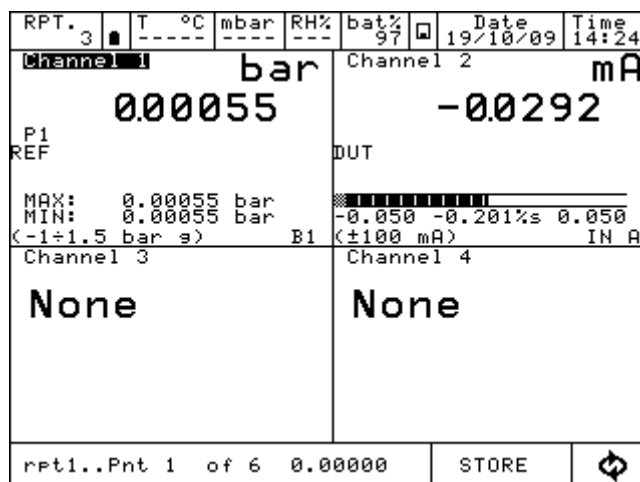 RPT. 3 T °C ----- mbar ---- RH% --- bat% 97 Date 19/10/09 Time 14:24
Channel 1 bar
0.00055
P1
REF
MAX: 0.00055 bar
MIN: 0.00055 bar
(-1÷1.5 bar g) B1
Channel 2 mA
-0.0292
DUT
-0.050 -0.201%s 0.050
(±100 mA) IN A
Channel 3
None
Channel 4
None
rpt1..Pnt 1 of 6 0.00000 STORE